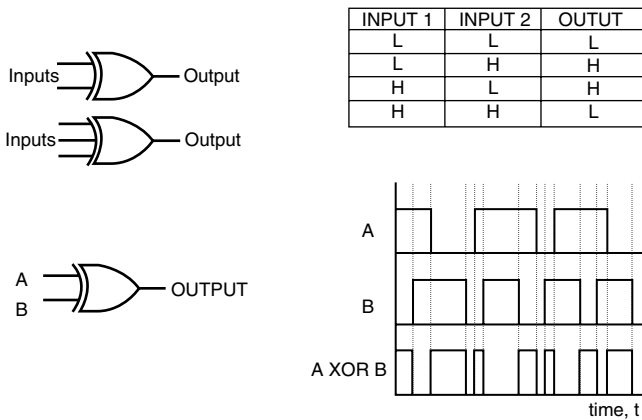 Inputs Output
Inputs Output
A
B
OUTPUT
INPUT 1 INPUT 2 OUTUT
L L L
L H H
H L H
H H L
A
B
A XOR B
time, t